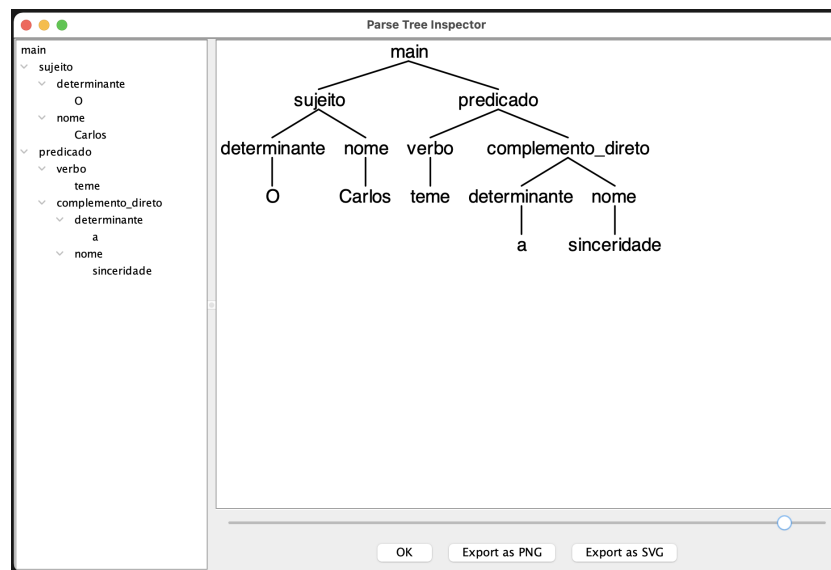 Parse Tree Inspector
main
sujeito
determinante
O
nome
Carlos
predicado
verbo
teme
complemento_direto
determinante
a
nome
sinceridade
main
sujeito predicado
determinante nome verbo complemento_direto
O Carlos teme determinante nome
a sinceridade
OK Export as PNG Export as SVG